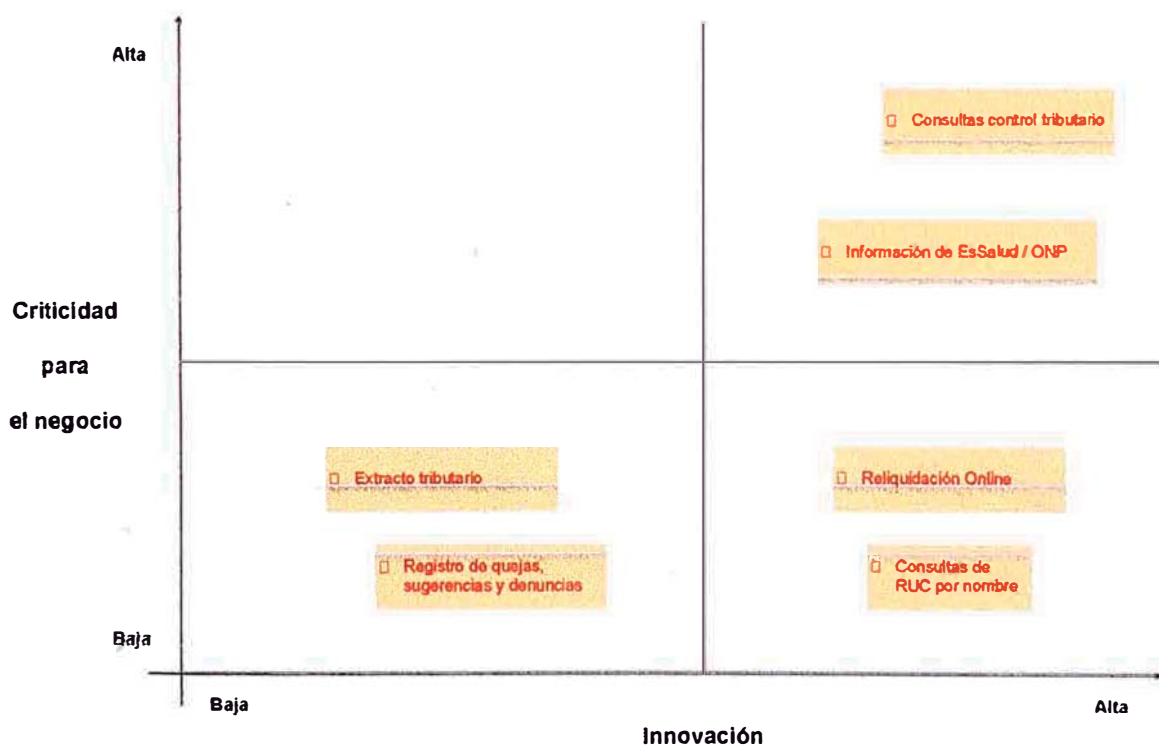 Alta
Consultas control tributario
Información de EsSalud / ONP
Criticidad
para
el negocio
Extracto tributario
Reliquidación Online
Registro de quejas,
sugerencias y denuncias
Consultas de
RUC por nombre
Baja
Baja
Alta
Innovación